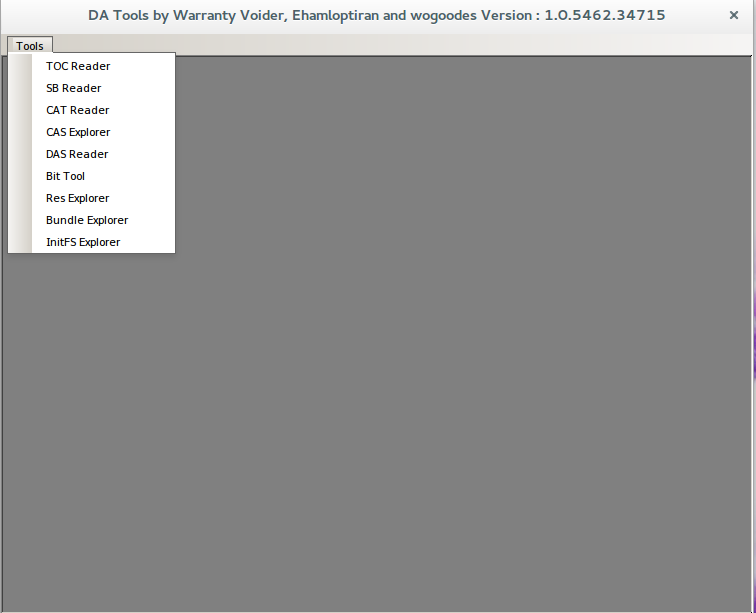 DA Tools by Warranty Voider, Ehamloptiran and wogoodes Version : 1.0.5462.34715
Tools
TOC Reader
SB Reader
CAT Reader
CAS Explorer
DAS Reader
Bit Tool
Res Explorer
Bundle Explorer
InitFS Explorer